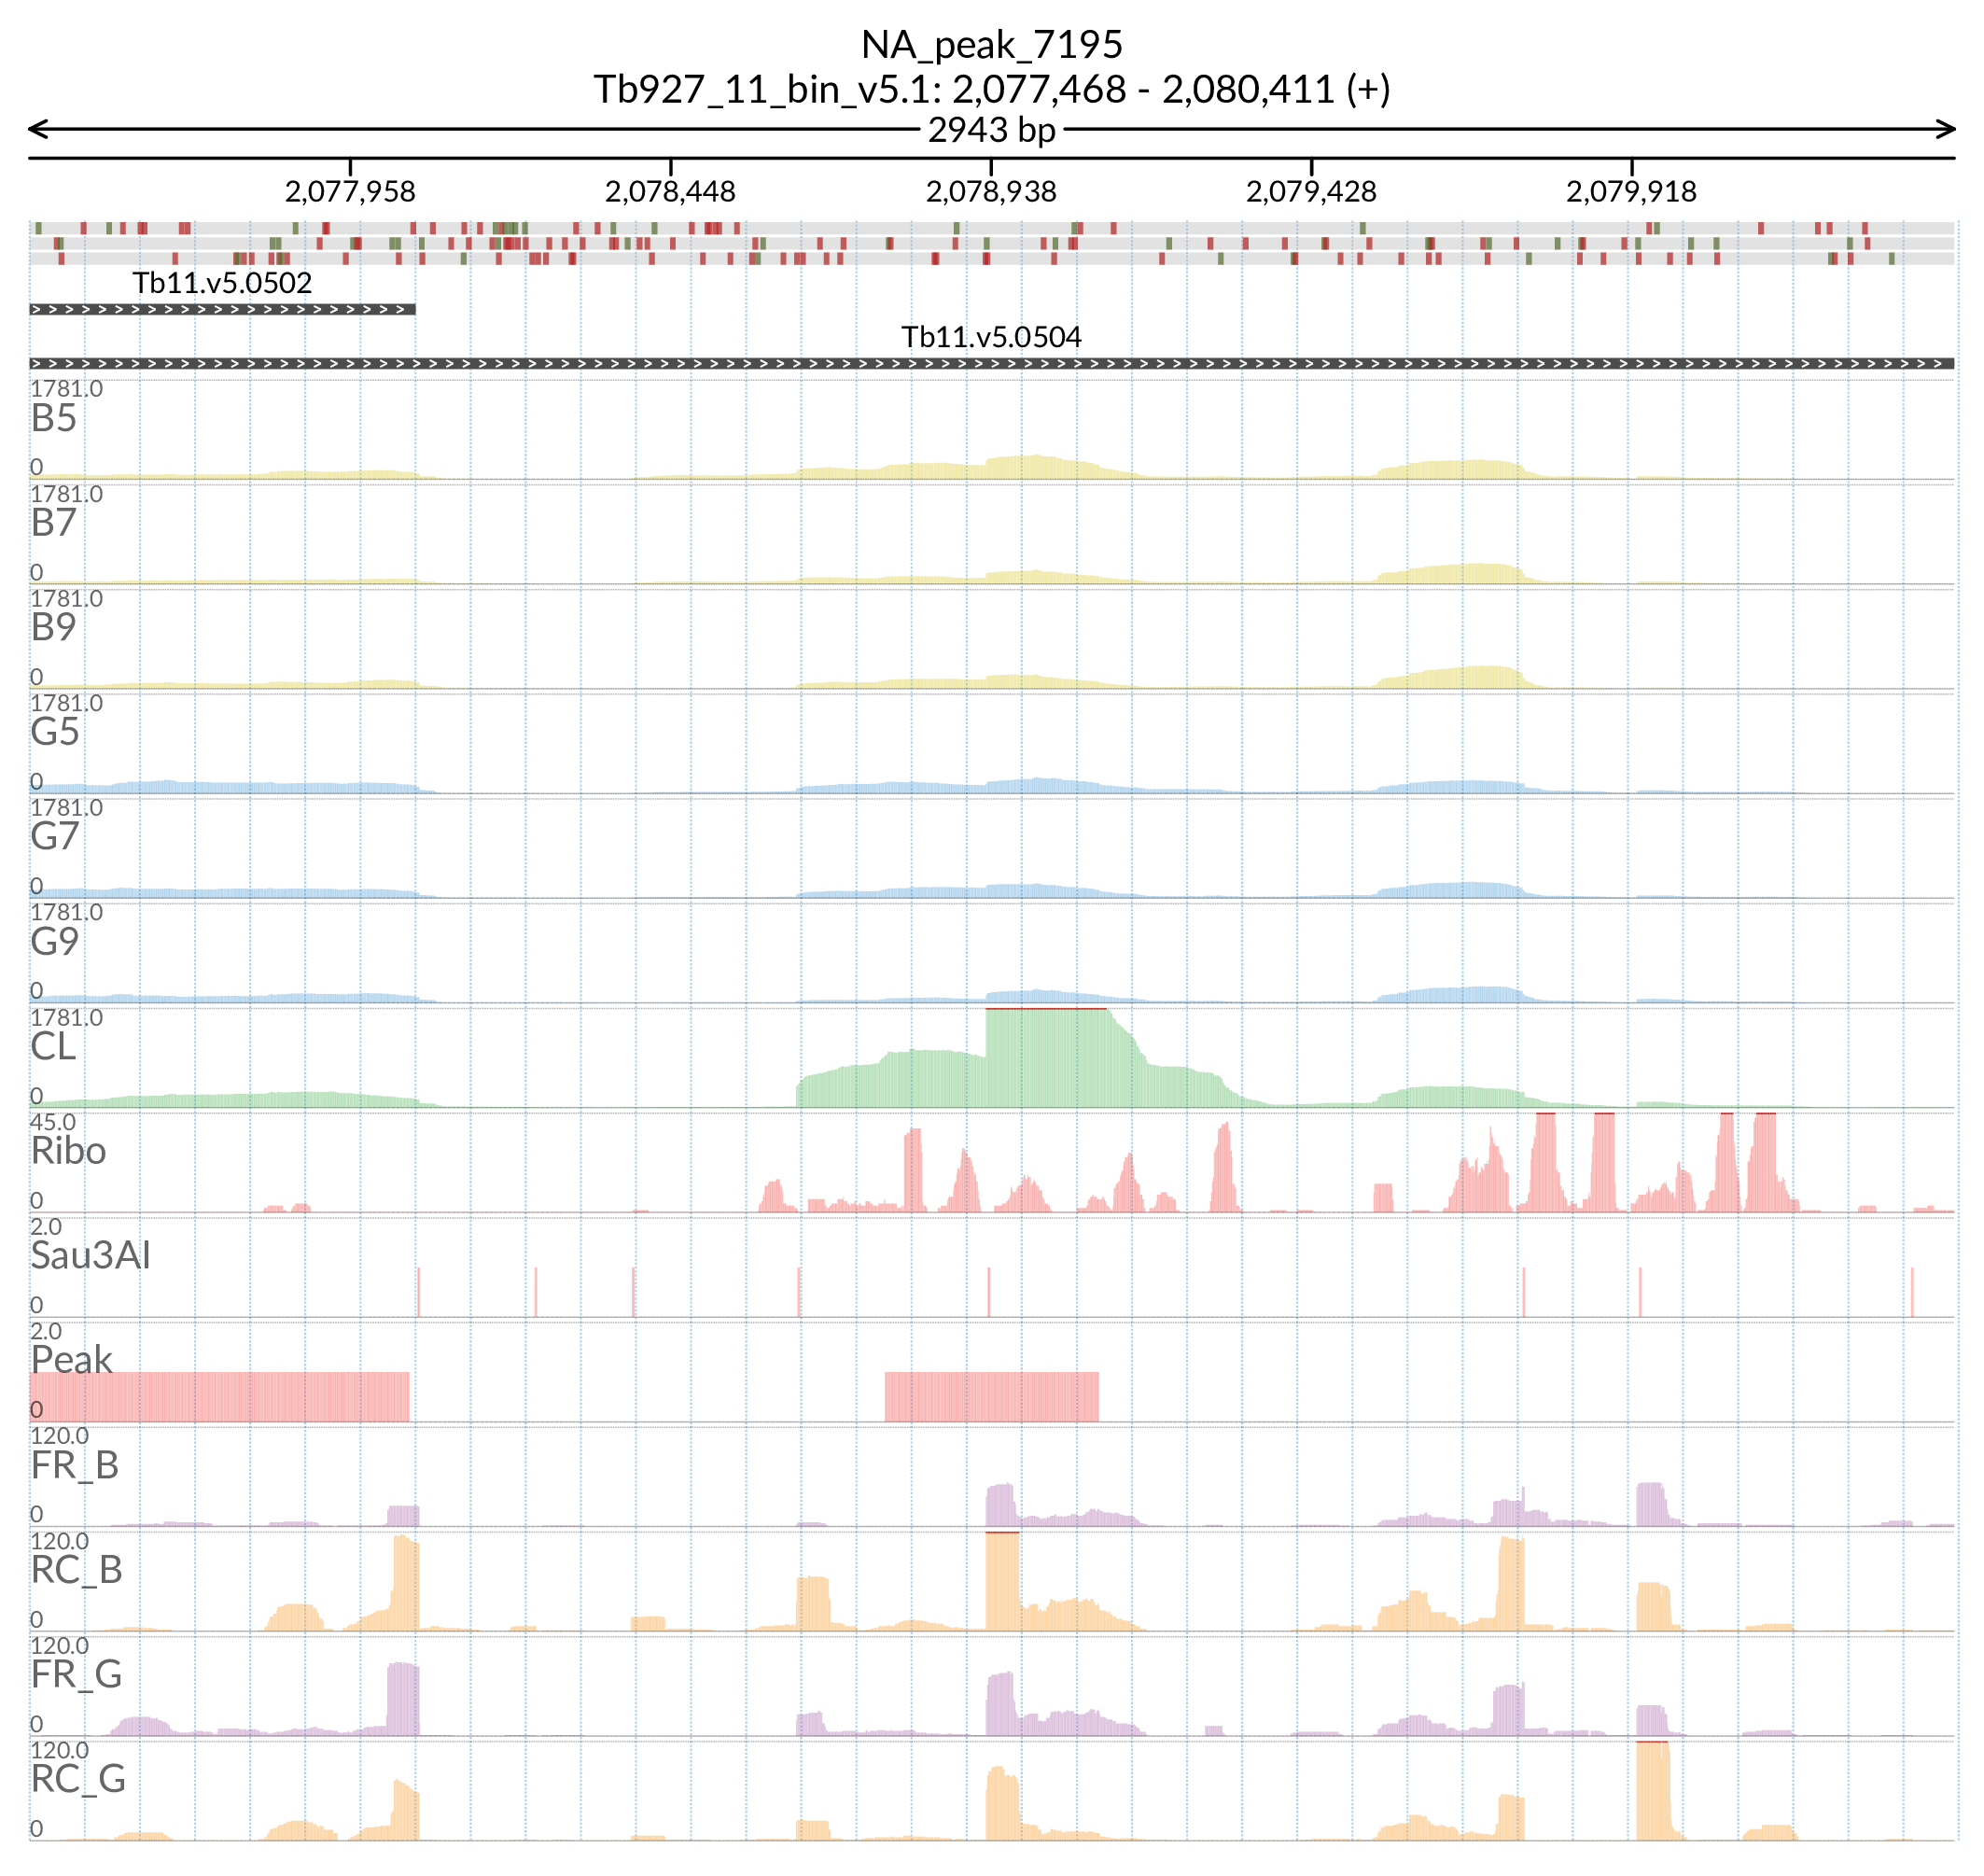 NA_peak_7195
Tb927_11_bin_v5.1: 2,077,468 - 2,080,411 (+)
2943 bp
2,077,958 2,078,448 2,078,938 2,079,428 2,079,918
Tb11.v5.0502
Tb11.v5.0504
1781.0
B5
0
1781.0
B7
0
1781.0
B9
0
1781.0
G5
0
1781.0
G7
0
1781.0
G9
0
1781.0
CL
0
45.0
Ribo
0
2.0
Sau3AI
0
2.0
Peak
0
120.0
FR_B
0
120.0
RC_B
0
120.0
FR_G
0
120.0
RC_G
0